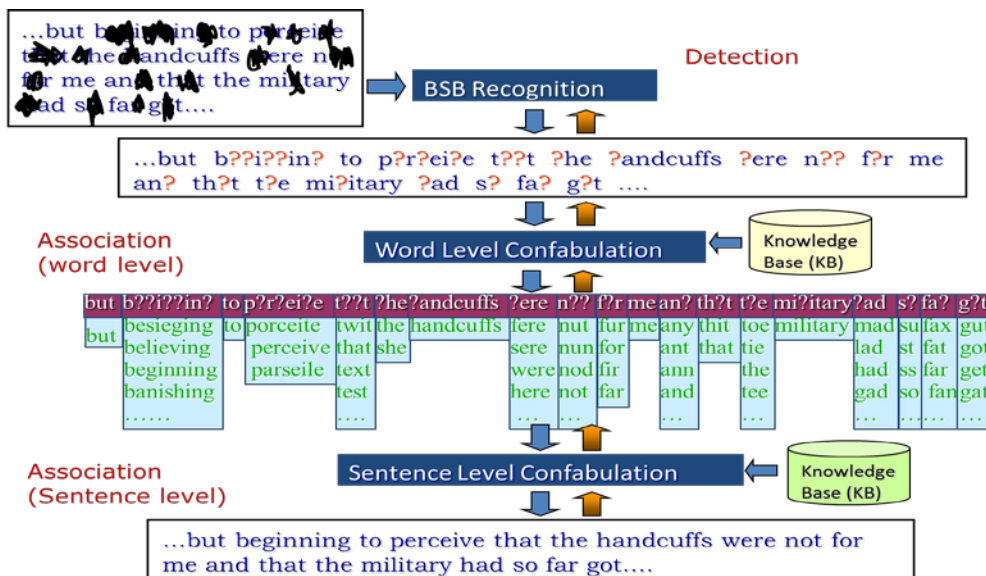 ...but b ing to perceive
that the handcuffs were n
for me and that the military
had so far got....
Detection
BSB Recognition
...but b??i??in? to p?r?ei?e t??t ?he ?andcuffs ?ere n?? f?r me
an? th?t t?e mi?itary ?ad s? fa? g?t ....
Association
(word level)
Word Level Confabulation
Knowledge
Base (KB)
but b??i??in? to p?r?ei?e t??t ?he ?andcuffs ?ere n?? f?r me an? th?t t?e mi?itary ?ad s? fa? g?t
but besieging to porceite twit the handcuffs fere nut fur me any thit toe military mad su fax gut
believing perceive that she sere nun for ant that tie lad st fat got
beginning parseile text were nod fir ann the had ss far get
banishing test here not far and tee gad so fan gat
...... .... ... ... ... ... ... ... ... ...
Association
(Sentence level)
Sentence Level Confabulation
Knowledge
Base (KB)
...but beginning to perceive that the handcuffs were not for
me and that the military had so far got....